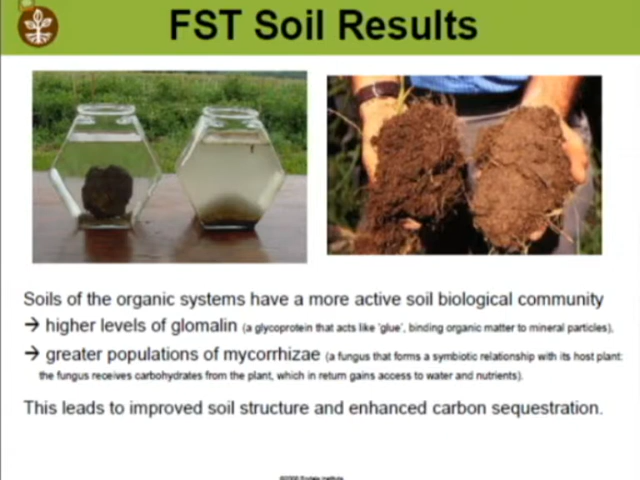 FST Soil Results
Soils of the organic systems have a more active soil biological community
→ higher levels of glomalin (a glycoprotein that acts like 'glue', binding organic matter to mineral particles).
→ greater populations of mycorrhizae (a fungus that forms a symbiotic relationship with its host plant:
the fungus receives carbohydrates from the plant, which in return gains access to water and nutrients).
This leads to improved soil structure and enhanced carbon sequestration.